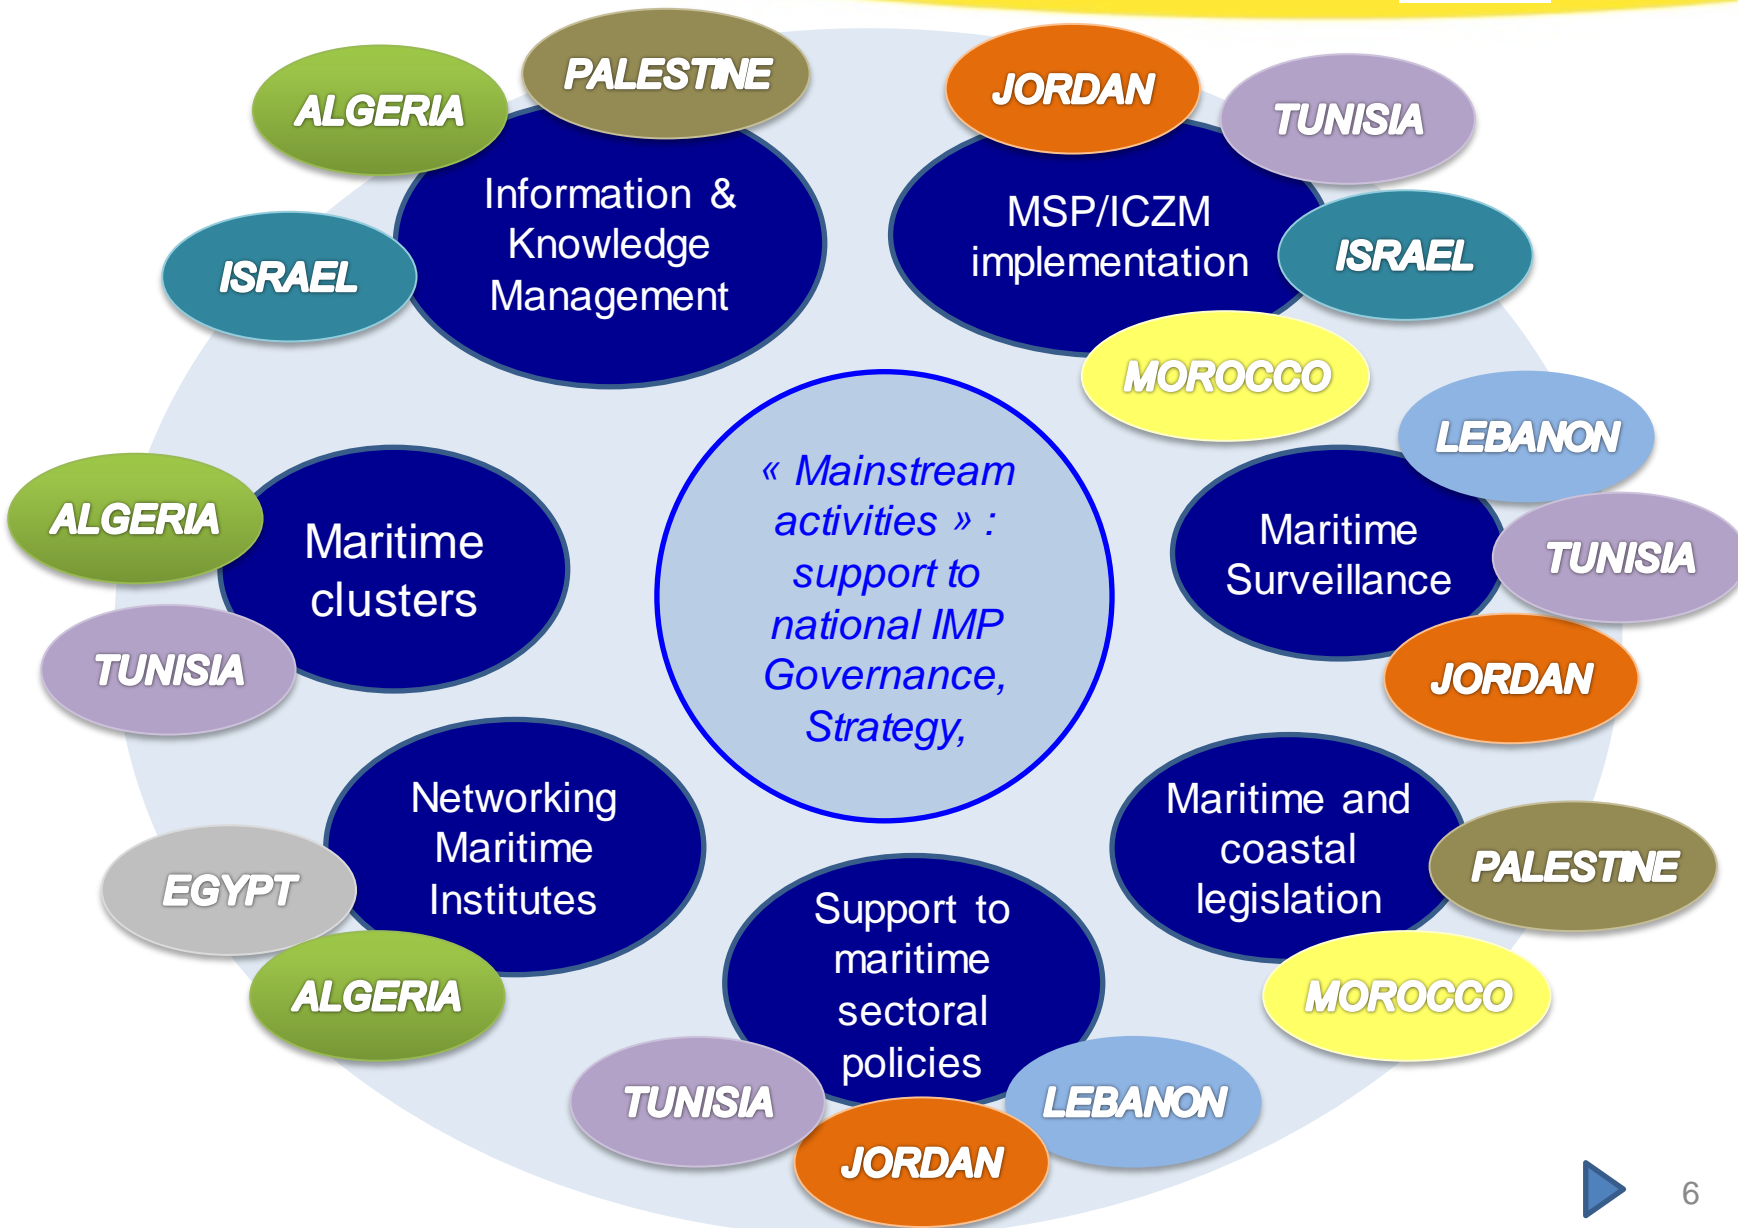 ALGERIA
PALESTINE
ISRAEL
Information &
Knowledge
Management
JORDAN
TUNISIA
ISRAEL
MOROCCO
MSP/ICZM
implementation
« Mainstream
activities » :
support to
national IMP
Governance,
Strategy,
LEBANON
TUNISIA
JORDAN
Maritime
Surveillance
ALGERIA
TUNISIA
Maritime
clusters
Networking
Maritime
Institutes
EGYPT
ALGERIA
Support to
maritime
sectoral
policies
TUNISIA
JORDAN
LEBANON
Maritime and
coastal
legislation
PALESTINE
MOROCCO
6